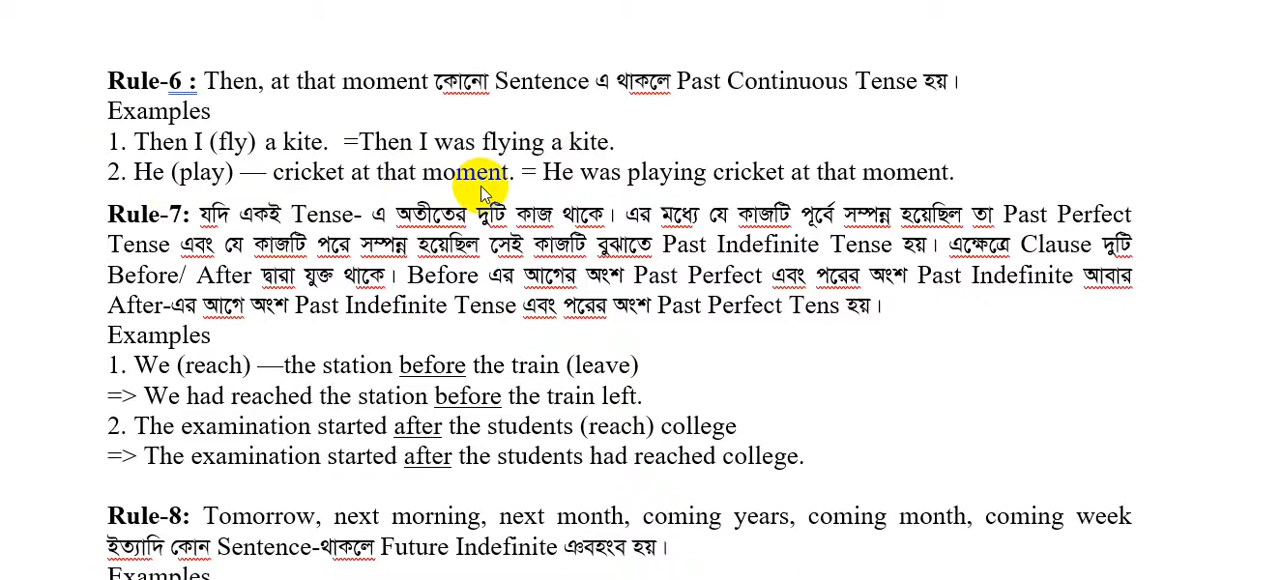 Rule-6 : Then, at that moment কোনো Sentence এ থাকলে Past Continuous Tense হয়।
Examples
1. Then I (fly) a kite. =Then I was flying a kite.
2. He (play) — cricket at that moment. = He was playing cricket at that moment.
Rule-7: যদি একই Tense- এ অতীতের দুটি কাজ থাকে। এর মধ্যে যে কাজটি পূর্বে সম্পন্ন হয়েছিল তা Past Perfect
Tense এবং যে কাজটি পরে সম্পন্ন হয়েছিল সেই কাজটি বুঝাতে Past Indefinite Tense হয়। এক্ষেত্রে Clause দুটি
Before/ After দ্বারা যুক্ত থাকে। Before এর আগের অংশ Past Perfect এবং পরের অংশ Past Indefinite আবার
After-এর আগে অংশ Past Indefinite Tense এবং পরের অংশ Past Perfect Tens হয়।
Examples
1. We (reach) —the station before the train (leave)
=> We had reached the station before the train left.
2. The examination started after the students (reach) college
=> The examination started after the students had reached college.
Rule-8: Tomorrow, next morning, next month, coming years, coming month, coming week
ইত্যাদি কোন Sentence-থাকলে Future Indefinite ঞবহংব হয়।
Examples